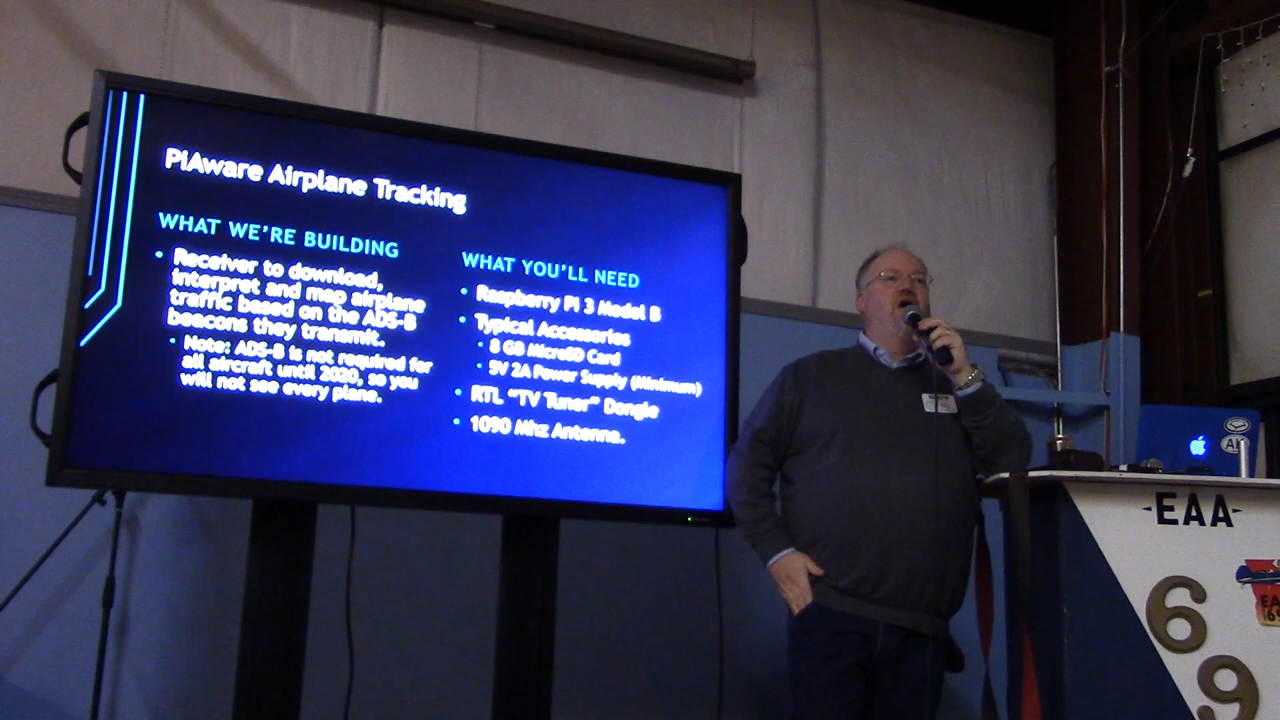 PiAware Airplane Tracking
WHAT WE'RE BUILDING
• Receiver to download,
interpret and map airplane
traffic based on the ADS-B
beacons they transmit.
• Note: ADS-B is not required for
all aircraft until 2020, so you
will not see every plane.
WHAT YOU'LL NEED
• Raspberry Pi 3 Model B
• Typical Accessories
• 8 GB MicroSD Card
• 5V 2A Power Supply (Minimum)
• RTL "TV Tuner" Dongle
• 1090 Mhz Antenna.
-EAA-
6
9